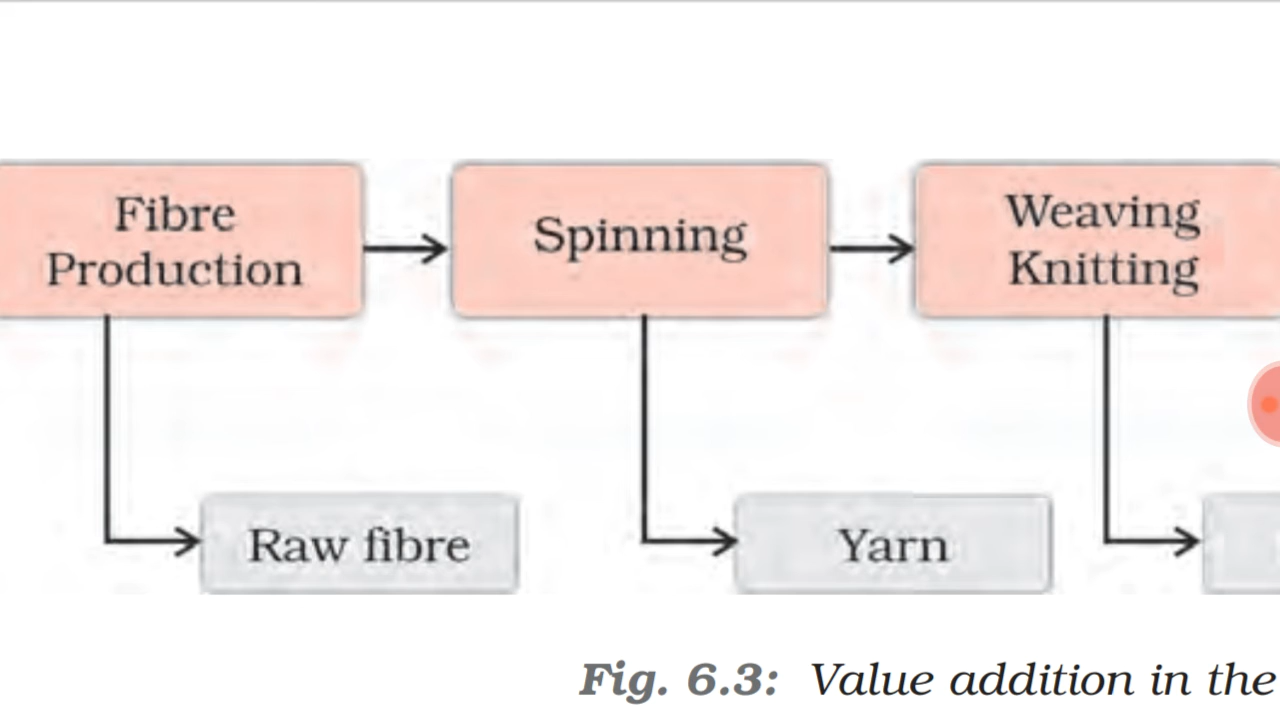 Fibre
Production
Spinning
Weaving
Knitting
Raw fibre
Yarn
Fig. 6.3: Value addition in the